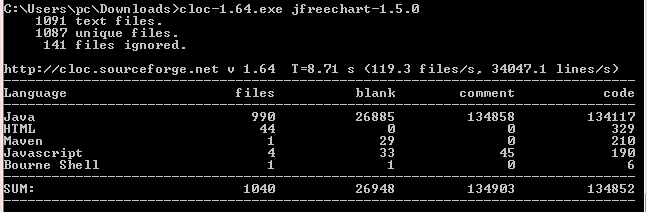 C:\Users\pc\Downloads>cloc-1.64.exe jfreechart-1.5.0
1091 text files.
1087 unique files.
141 files ignored.
http://cloc.sourceforge.net v 1.64  T=8.71 s (119.3 files/s, 34047.1 lines/s)
Language files blank comment code
Java 990 26885 134858 134117
HTML 44 0 0 329
Maven 1 29 0 210
Javascript 4 33 45 190
Bourne Shell 1 1 0 6
SUM: 1040 26948 134903 134852